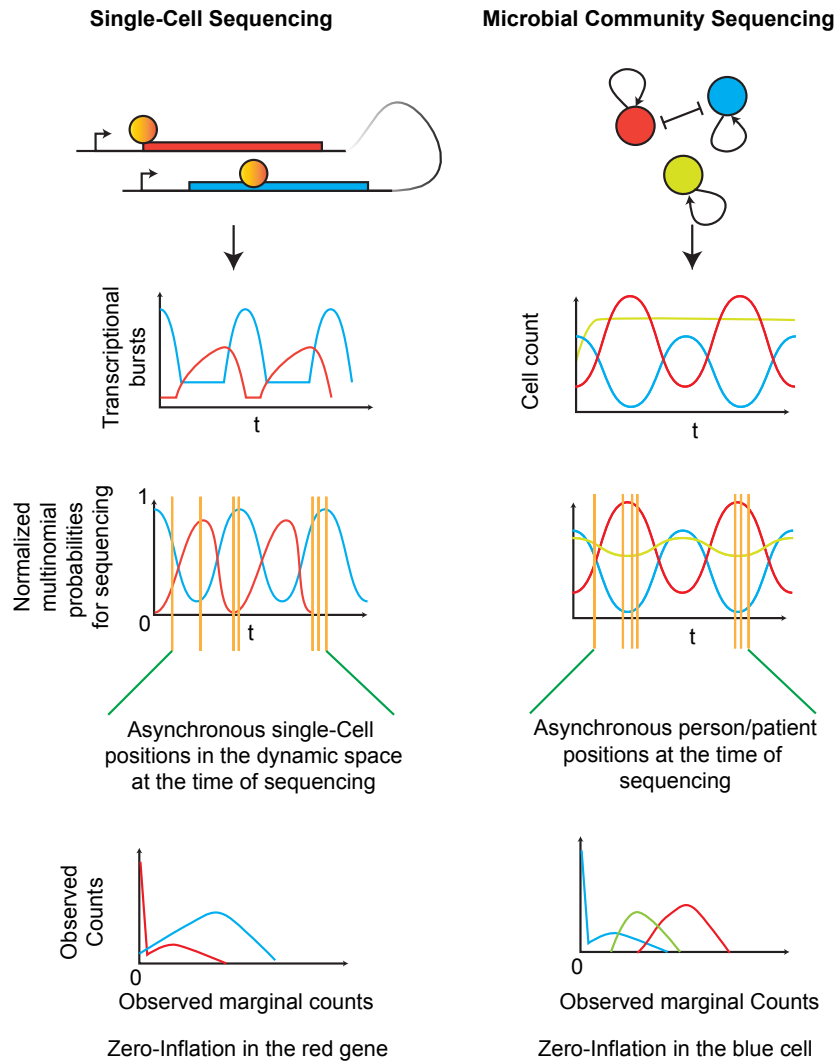 Single-Cell Sequencing
Microbial Community Sequencing
Transcriptional
bursts
t
Cell count
t
Normalized
multinomial
probabilities
for sequencing
1
0
t
t
Asynchronous single-Cell
positions in the dynamic space
at the time of sequencing
Asynchronous person/patient
positions at the time of
sequencing
Observed
Counts
0
Observed marginal counts
0
Observed marginal Counts
Zero-Inflation in the red gene
Zero-Inflation in the blue cell